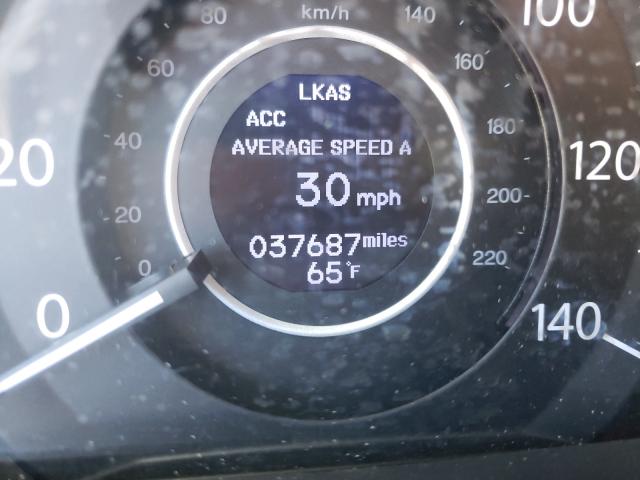 80 km/h 140 100
60 160
LKAS
ACC
40 180
AVERAGE SPEED A
20 120
30 mph
20 200
037687 miles
0 65°F 220
0 140